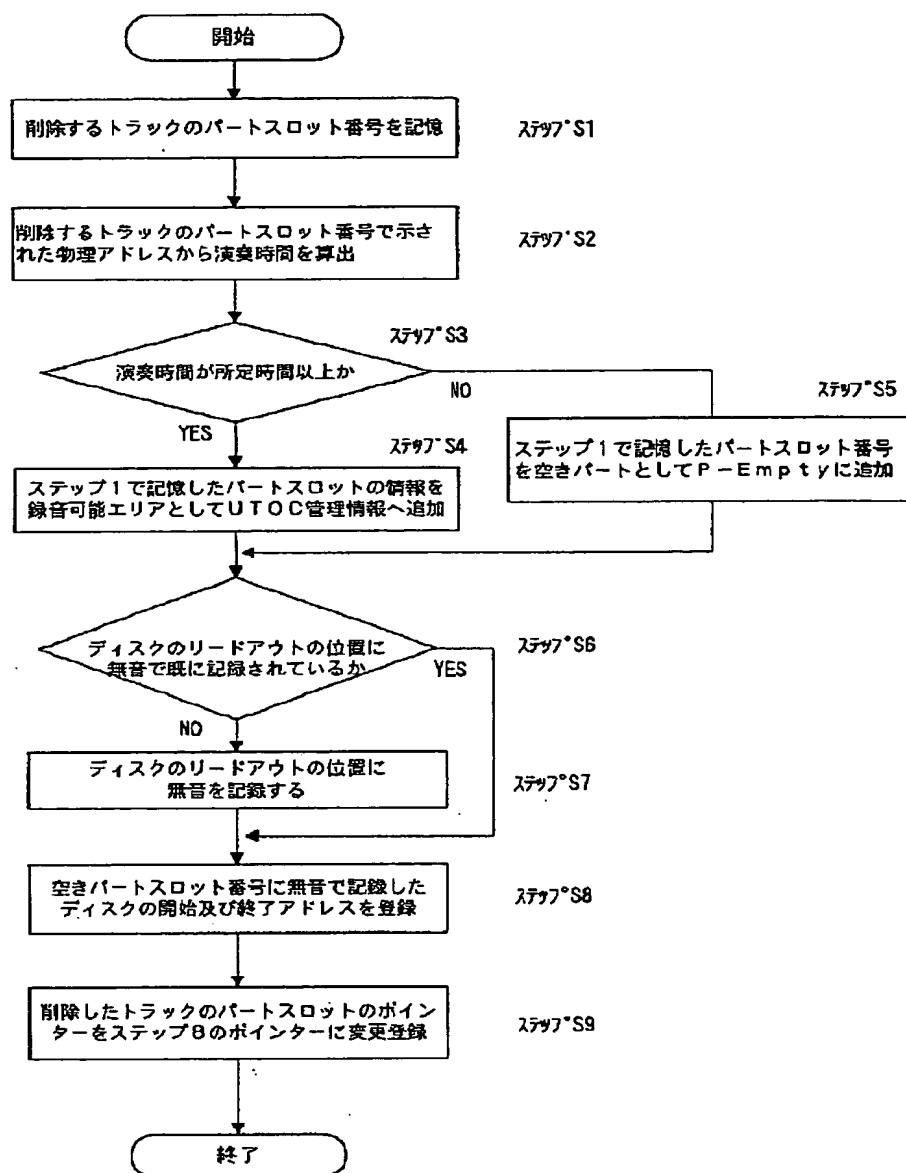 開始
削除するトラックのパートスロット番号を記憶
ステップS1
削除するトラックのパートスロット番号で示さ
れた物理アドレスから演奏時間を算出
ステップS2
ステップS3
演奏時間が所定時間以上か
NO
YES
ステップS5
ステップ1で記憶したパートスロット番号
を空きパートとしてP-Emptyに追加
ステップS4
ステップ1で記憶したパートスロットの情報を
録音可能エリアとしてUTOC管理情報へ追加
ディスクのリードアウトの位置に
無音で既に記録されているか
YES
NO
ステップS6
ディスクのリードアウトの位置に
無音を記録する
ステップS7
空きパートスロット番号に無音で記録した
ディスクの開始及び終了アドレスを登録
ステップS8
削除したトラックのパートスロットのポイン
ターをステップ8のポインターに変更登録
ステップS9
終了